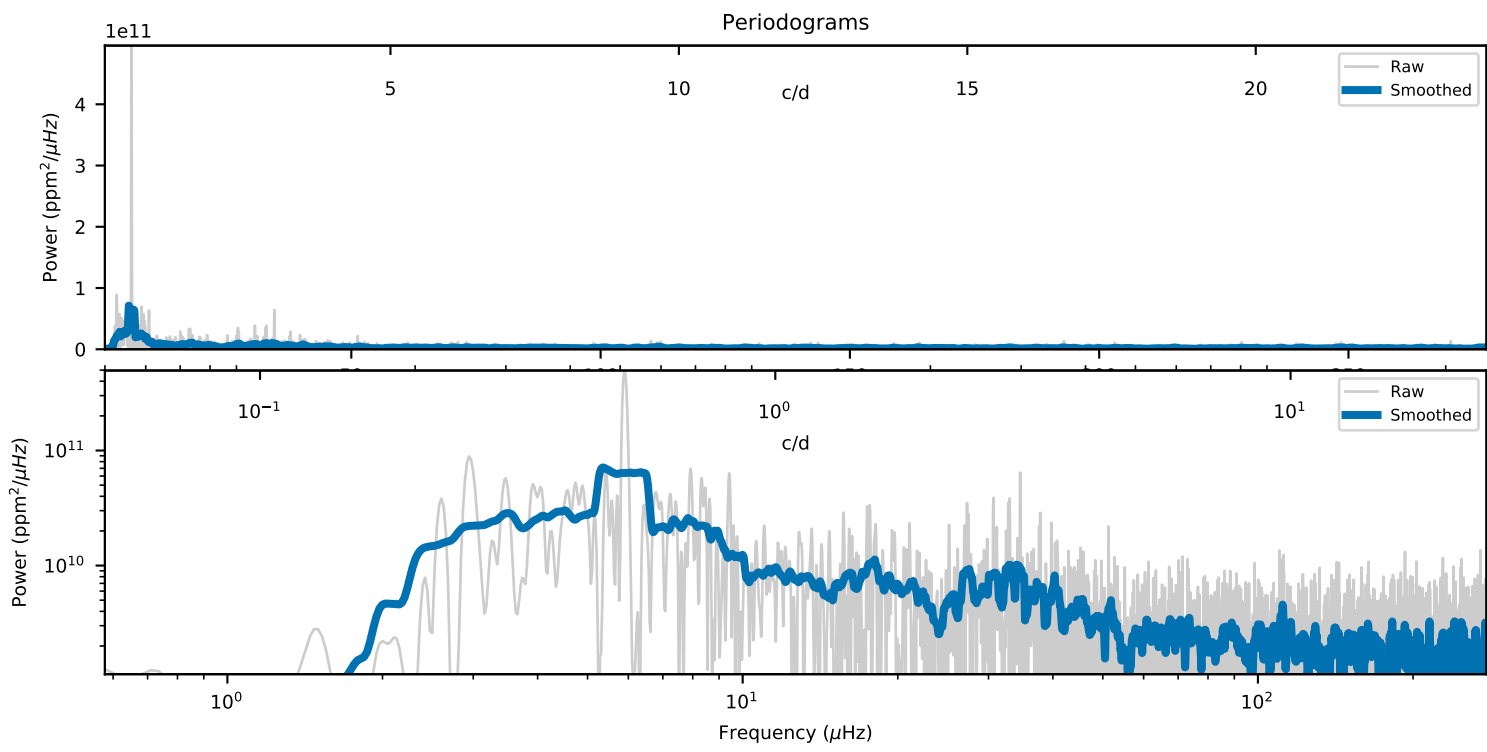 Periodograms
1e11
5 10 15 20
c/d
Raw
Smoothed
Power (ppm²/μHz)
4
3
2
1
0
10⁻¹ 10⁰ 10¹
c/d
Raw
Smoothed
Power (ppm²/μHz)
10¹¹
10¹⁰
10⁰ 10¹ 10²
Frequency (μHz)